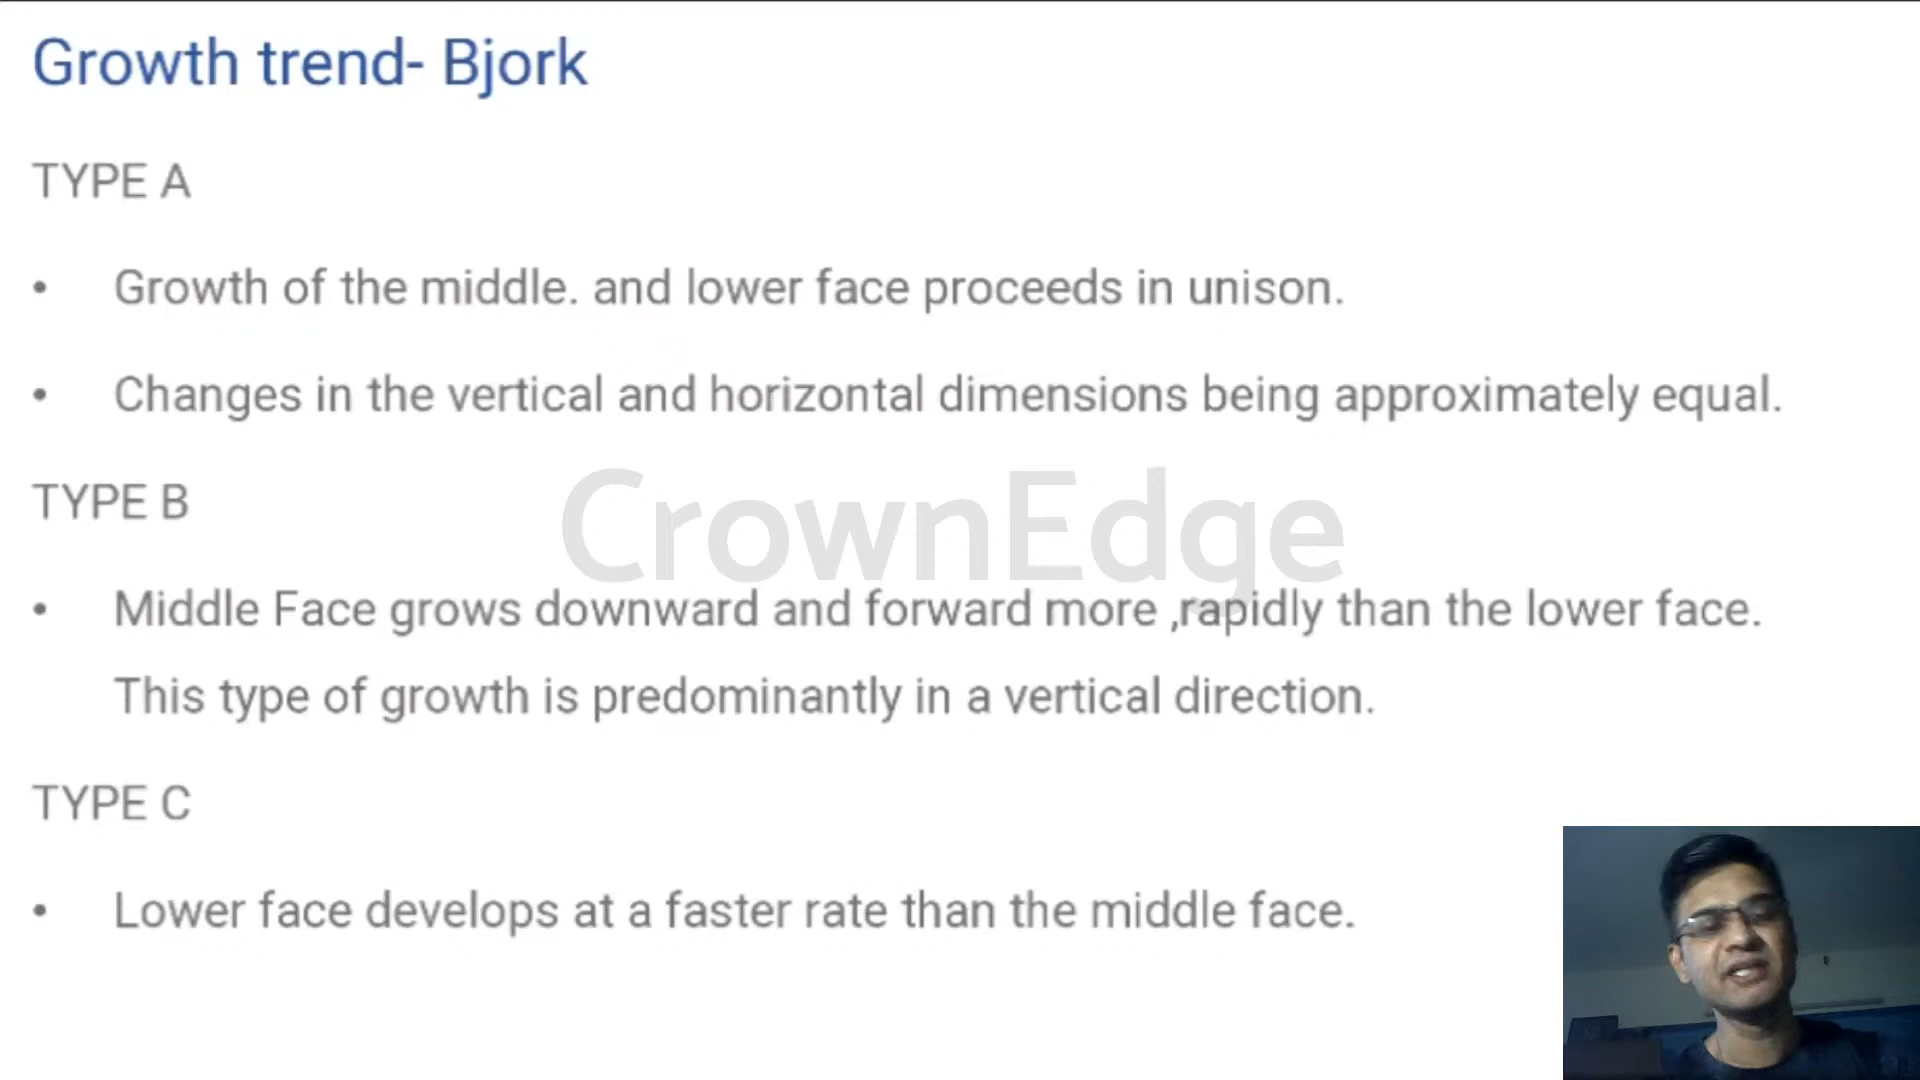 Growth trend- Bjork
TYPE A
• Growth of the middle. and lower face proceeds in unison.
• Changes in the vertical and horizontal dimensions being approximately equal.
TYPE B
CrownEdge
• Middle Face grows downward and forward more ,rapidly than the lower face.
This type of growth is predominantly in a vertical direction.
TYPE C
• Lower face develops at a faster rate than the middle face.